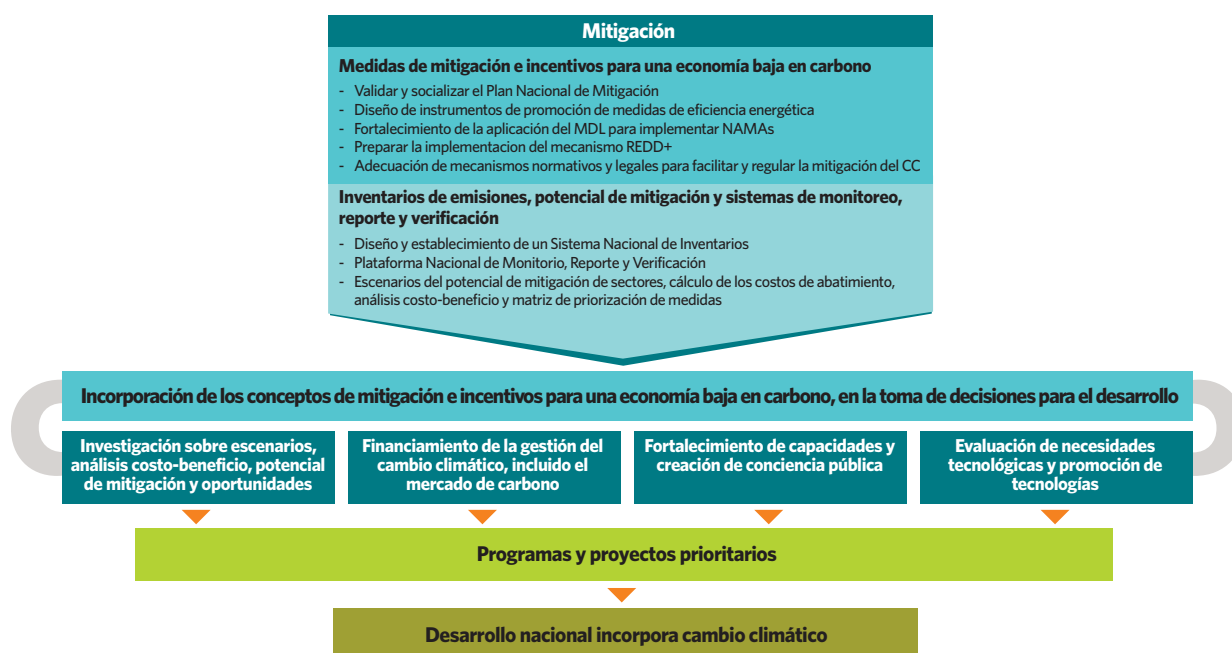 Mitigación
Medidas de mitigación e incentivos para una economía baja en carbono
- Validar y socializar el Plan Nacional de Mitigación
- Diseño de instrumentos de promoción de medidas de eficiencia energética
- Fortalecimiento de la aplicación del MDL para implementar NAMAs
- Preparar la implementacion del mecanismo REDD+
- Adecuación de mecanismos normativos y legales para facilitar y regular la mitigación del CC
Inventarios de emisiones, potencial de mitigación y sistemas de monitoreo,
reporte y verificación
- Diseño y establecimiento de un Sistema Nacional de Inventarios
- Plataforma Nacional de Monitorio, Reporte y Verificación
- Escenarios del potencial de mitigación de sectores, cálculo de los costos de abatimiento,
análisis costo-beneficio y matriz de priorización de medidas
Incorporación de los conceptos de mitigación e incentivos para una economía baja en carbono, en la toma de decisiones para el desarrollo
Investigación sobre escenarios,
análisis costo-beneficio, potencial
de mitigación y oportunidades
Financiamiento de la gestión del
cambio climático, incluido el
mercado de carbono
Fortalecimiento de capacidades y
creación de conciencia pública
Evaluación de necesidades
tecnológicas y promoción de
tecnologías
Programas y proyectos prioritarios
Desarrollo nacional incorpora cambio climático